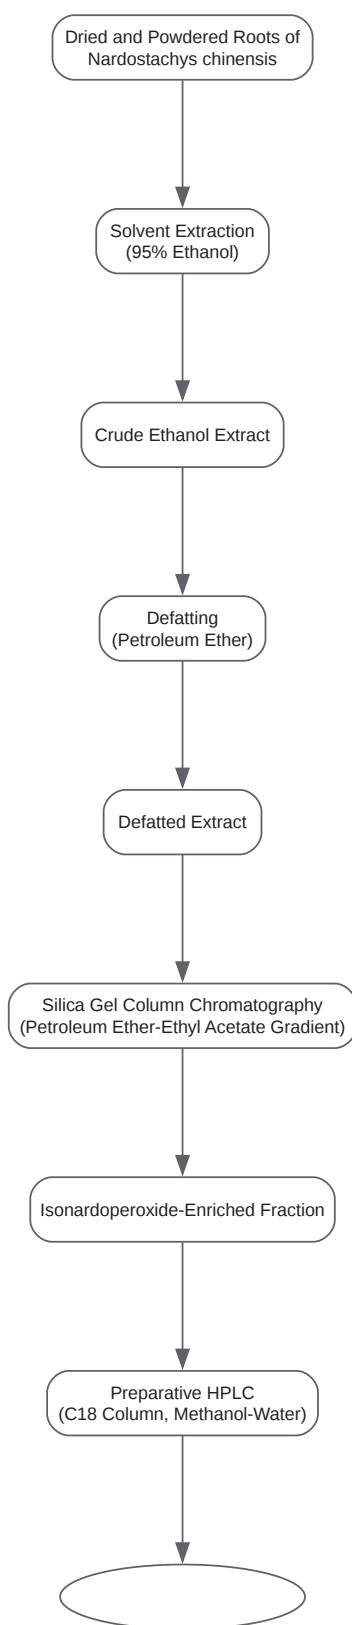 Dried and Powdered Roots of
Nardostachys chinensis
Solvent Extraction
(95% Ethanol)
Crude Ethanol Extract
Defatting
(Petroleum Ether)
Defatted Extract
Silica Gel Column Chromatography
(Petroleum Ether-Ethyl Acetate Gradient)
Isonardoperoxide-Enriched Fraction
Preparative HPLC
(C18 Column, Methanol-Water)